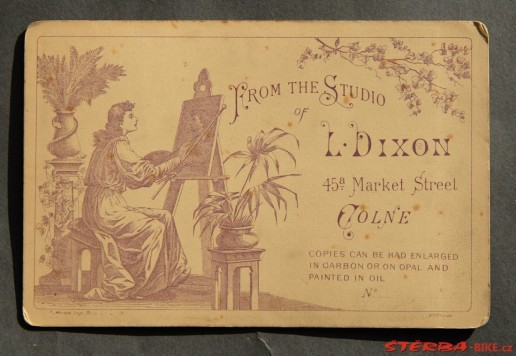 FROM THE STUDIO
OF
L. DIXON
45a Market Street
COLNE
COPIES CAN BE HAD ENLARGED
IN CARBON OR ON OPAL AND
PAINTED IN OIL
No
ŠTĚRBA-BIKE.cz